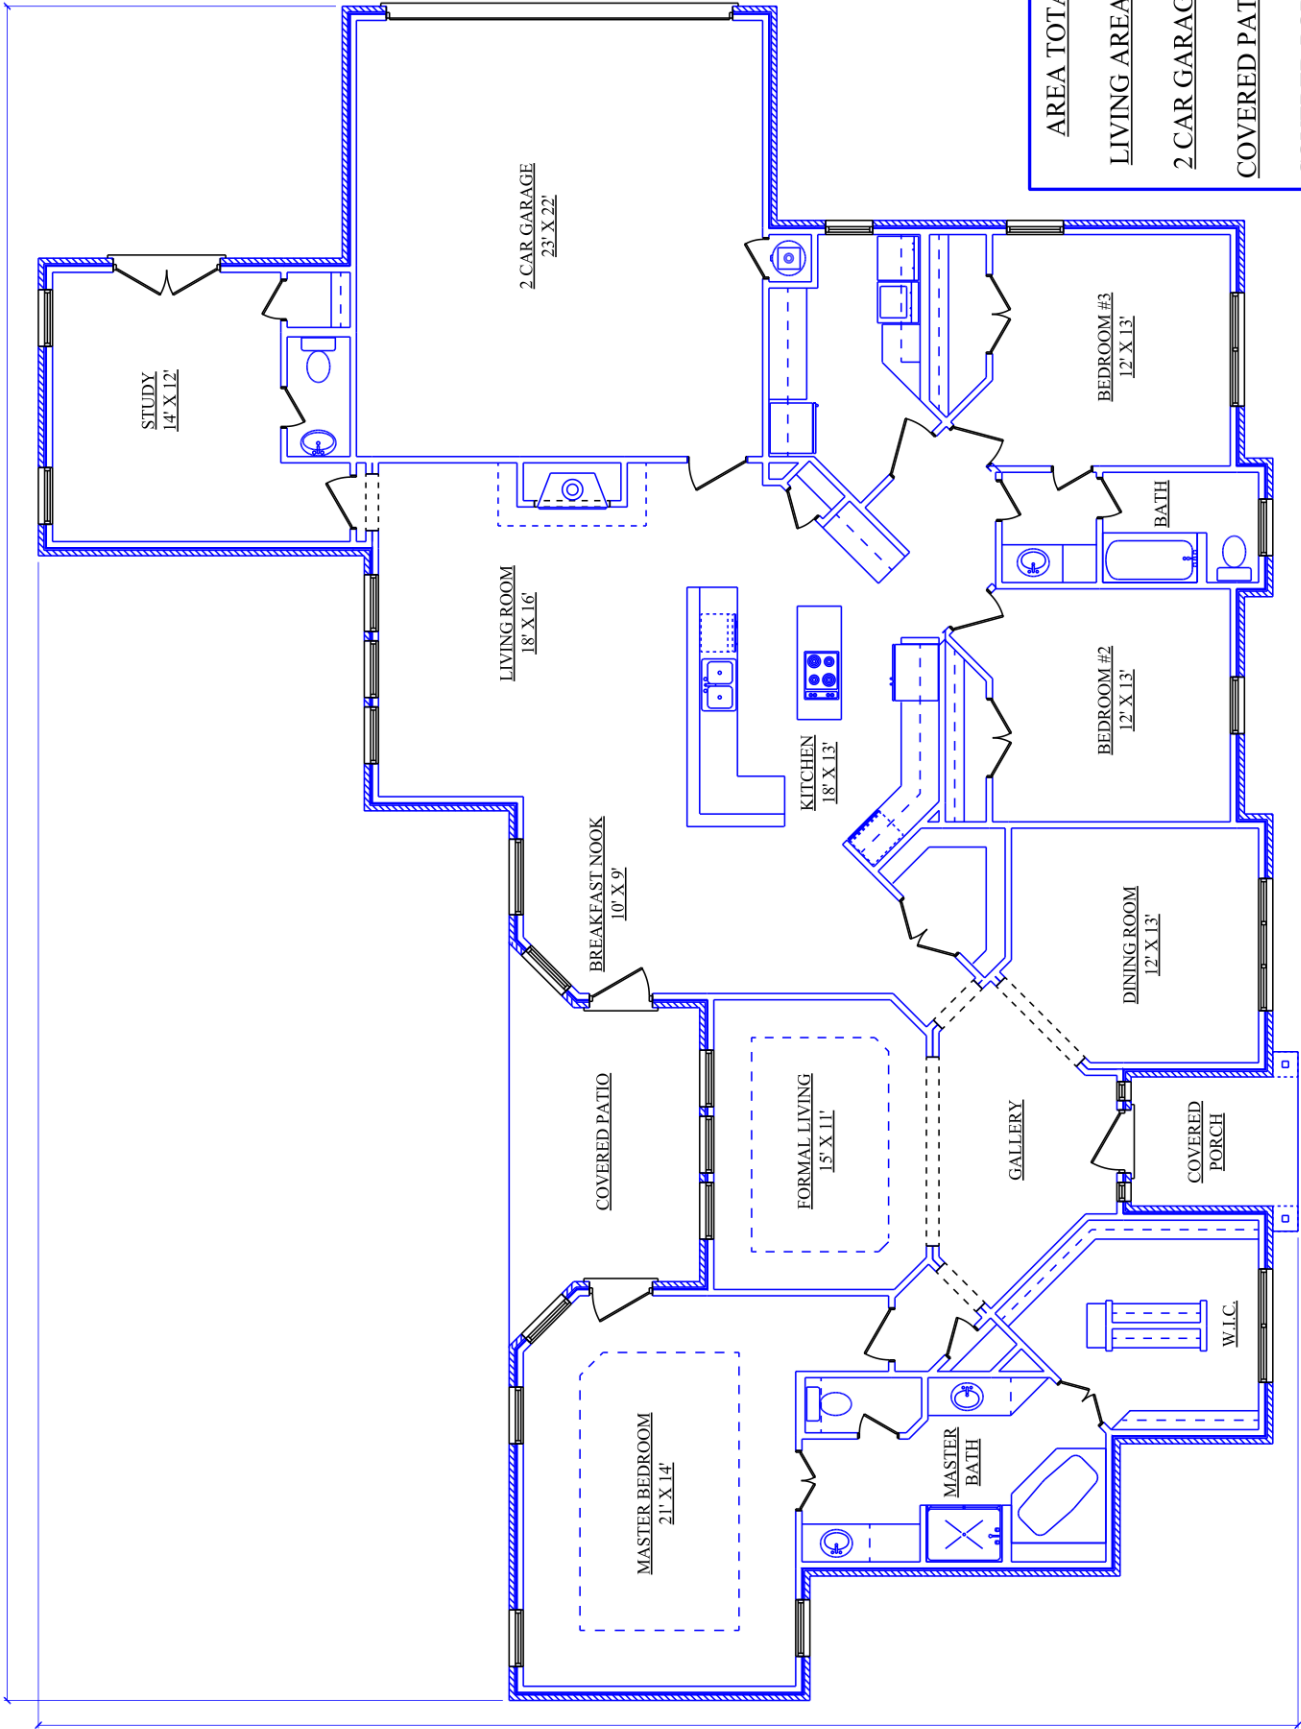 STUDY
14' X 12'
2 CAR GARAGE
23' X 22'
LIVING ROOM
18' X 16'
BREAKFAST NOOK
10' X 9'
KITCHEN
18' X 13'
BEDROOM #3
12' X 13'
BATH
BEDROOM #2
12' X 13'
DINING ROOM
12' X 13'
COVERED PATIO
FORMAL LIVING
15' X 11'
GALLERY
COVERED
PORCH
MASTER BEDROOM
21' X 14'
MASTER
BATH
W.I.C.
AREA TOTA
LIVING AREA
2 CAR GARAG
COVERED PAT